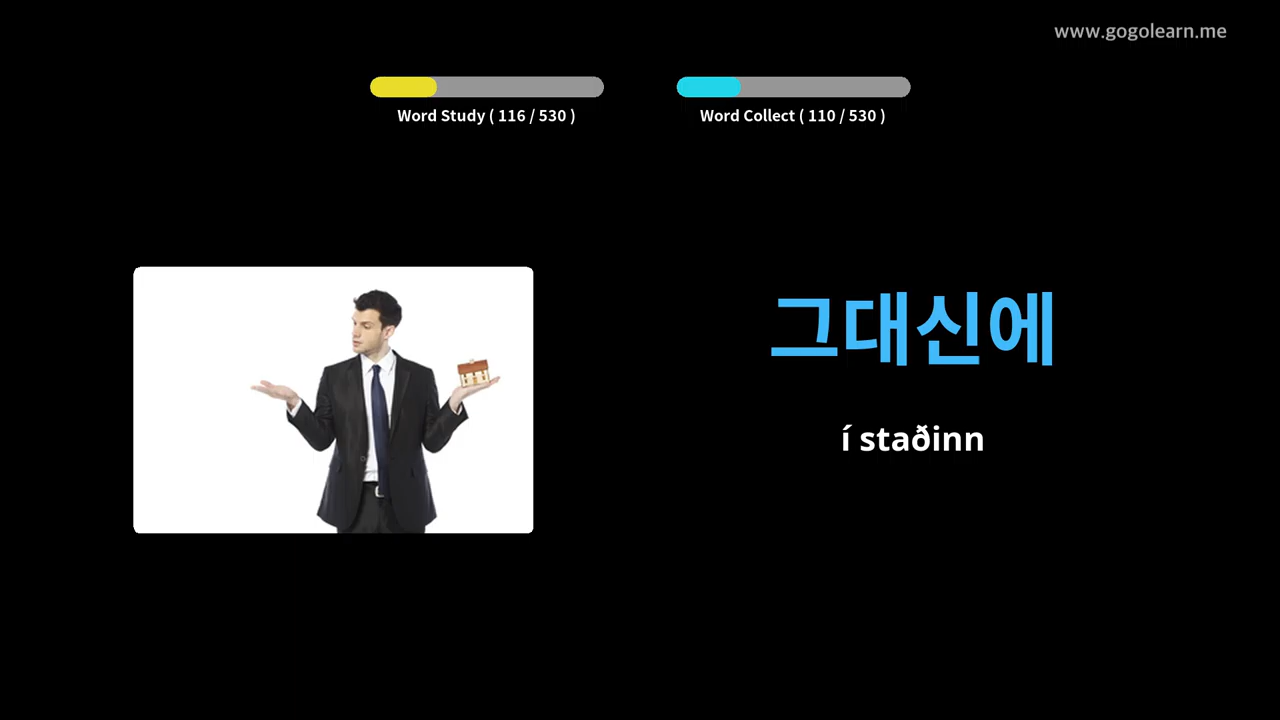 www.gogolearn.me
Word Study ( 116 / 530 )
Word Collect ( 110 / 530 )
그대신에
í staðinn